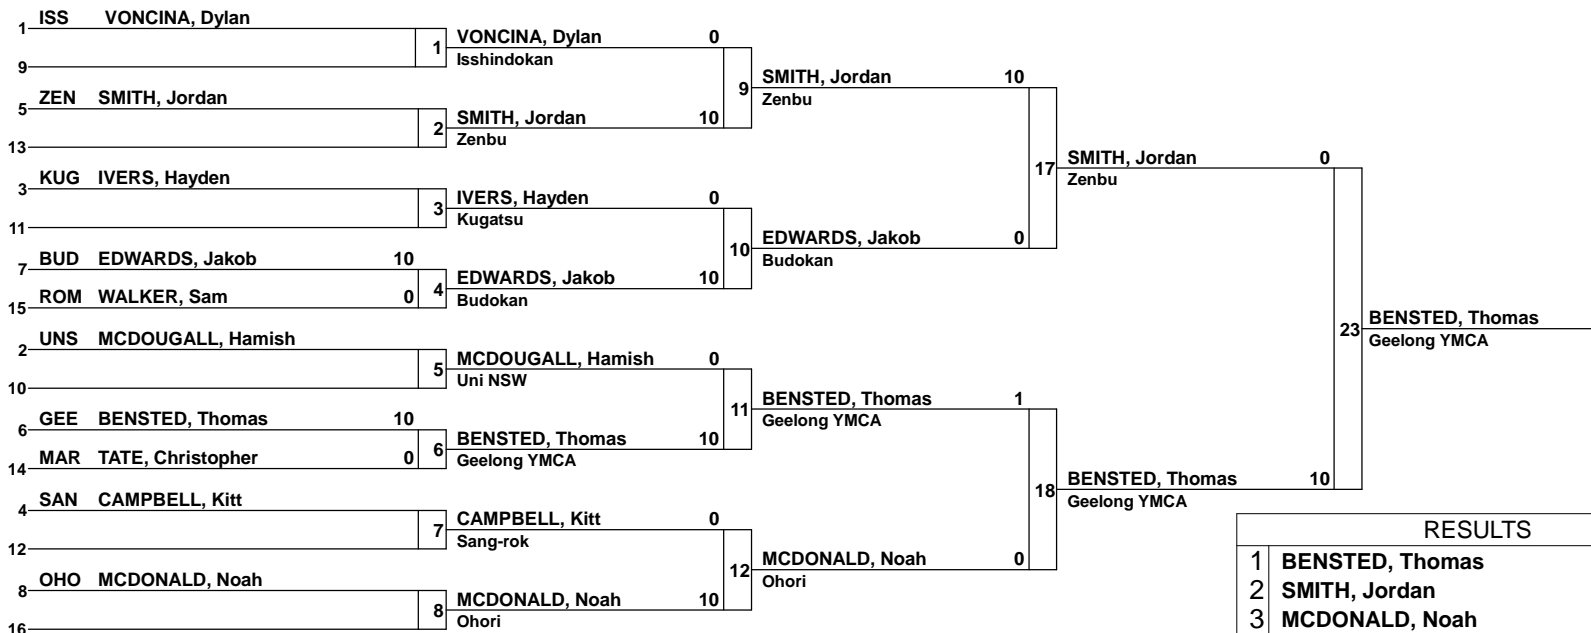 1 ISS VONCINA, Dylan
9
1 VONCINA, Dylan 0
Isshindokan
5 ZEN SMITH, Jordan
13
2 SMITH, Jordan 10
Zenbu
9 SMITH, Jordan 10
Zenbu
3 KUG IVERS, Hayden
11
3 IVERS, Hayden 0
Kugatsu
7 BUD EDWARDS, Jakob 10
15 ROM WALKER, Sam 0
4 EDWARDS, Jakob 10
Budokan
10 EDWARDS, Jakob 0
Budokan
17 SMITH, Jordan 0
Zenbu
2 UNS MCDOUGALL, Hamish
10
5 MCDOUGALL, Hamish 0
Uni NSW
6 GEE BENSTED, Thomas 10
14 MAR TATE, Christopher 0
6 BENSTED, Thomas 10
Geelong YMCA
11 BENSTED, Thomas 1
Geelong YMCA
4 SAN CAMPBELL, Kitt
12
7 CAMPBELL, Kitt 0
Sang-rok
8 OHO MCDONALD, Noah
16
8 MCDONALD, Noah 10
Ohori
12 MCDONALD, Noah 0
Ohori
18 BENSTED, Thomas 10
Geelong YMCA
23 BENSTED, Thomas
Geelong YMCA
RESULTS
1 BENSTED, Thomas
2 SMITH, Jordan
3 MCDONALD, Noah